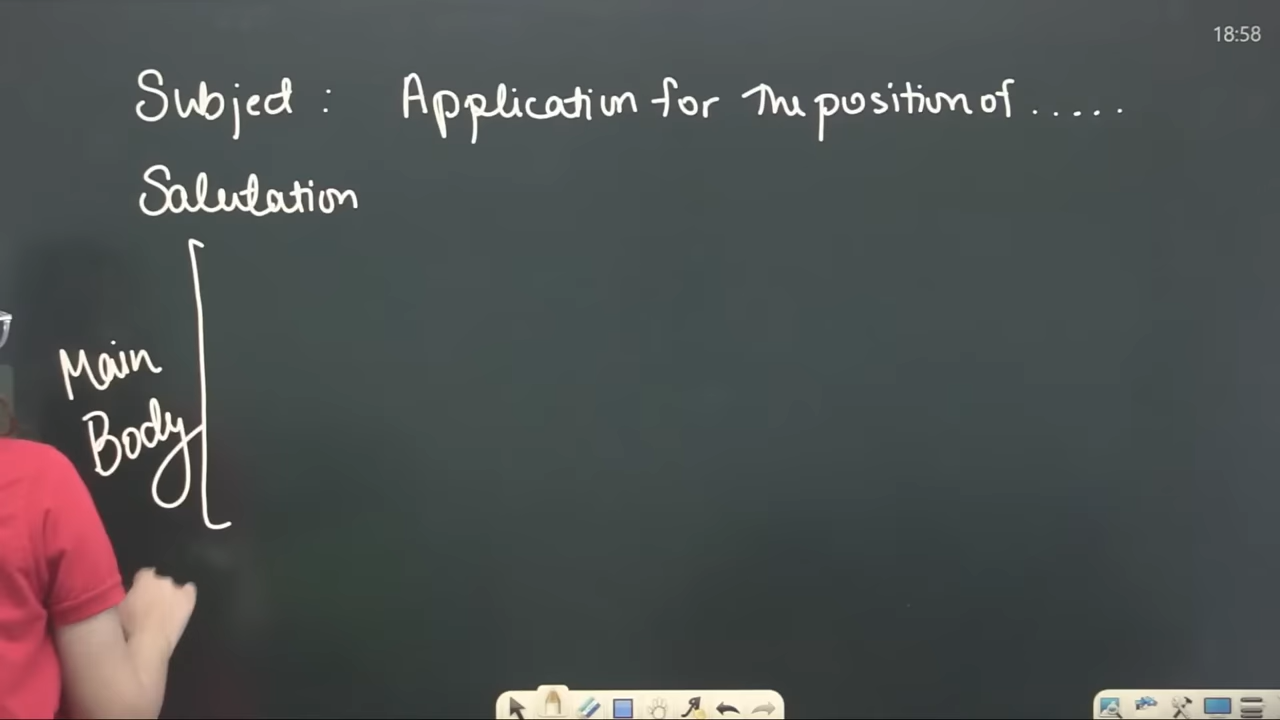 18:58
Subject : Application for the position of .....
Salutation
Main
Body